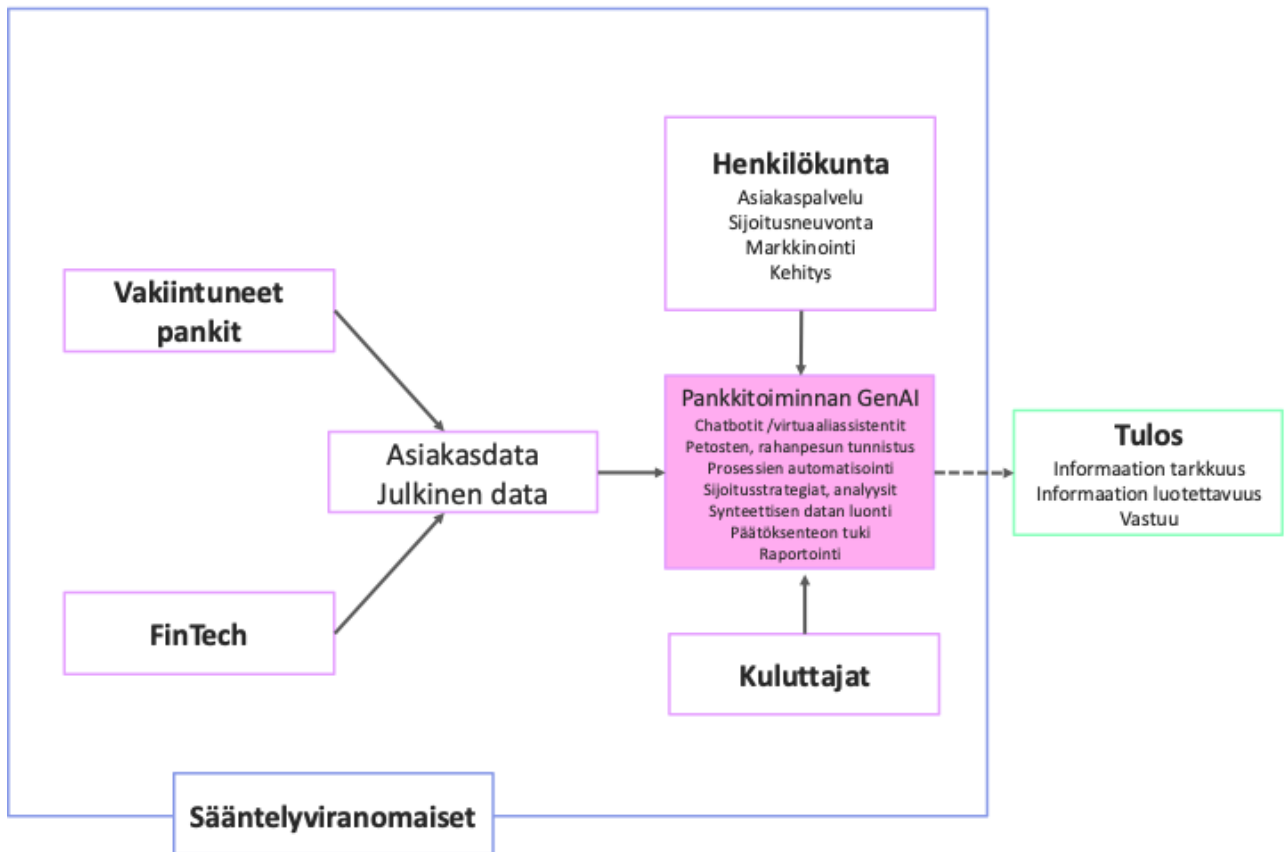 Henkilökunta
Asiakaspalvelu
Sijoitusneuvonta
Markkinointi
Kehitys
Vakiintuneet
pankit
Asiakasdata
Julkinen data
FinTech
Pankkitoiminnan GenAI
Chatbotit /virtuaaliassistentit
Petosten, rahanpesun tunnistus
Prosessien automatisointi
Sijoitusstrategiat, analyysit
Synteettisen datan luonti
Päätöksenteon tuki
Raportointi
Kuluttajat
Tulos
Informaation tarkkuus
Informaation luotettavuus
Vastuu
Sääntelyviranomaiset